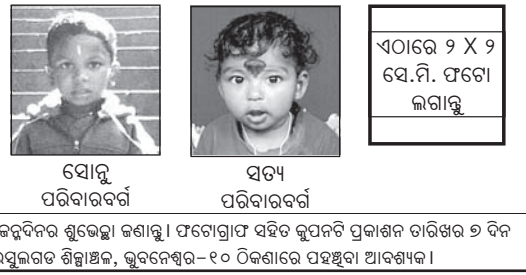 ସୋନୁ
ପରିବାରବର୍ଗ
ସତ୍ୟ
ପରିବାରବର୍ଗ
ଏଠାରେ ୨ X ୨
ସେ.ମି. ଫଟୋ
ଲଗାନ୍ତୁ
ଜନ୍ମଦିନର ଶୁଭେଚ୍ଛା ଜଣାନ୍ତୁ। ଫଟୋଗ୍ରାଫ ସହିତ କୁପନଟି ପ୍ରକାଶନ ତାରିଖର ୭ ଦିନ
ରସୁଲଗଡ ଶିଳ୍ପାଞ୍ଚଳ, ଭୁବନେଶ୍ୱର–୧୦ ଠିକଣାରେ ପହଞ୍ଚିବା ଆବଶ୍ୟକ।